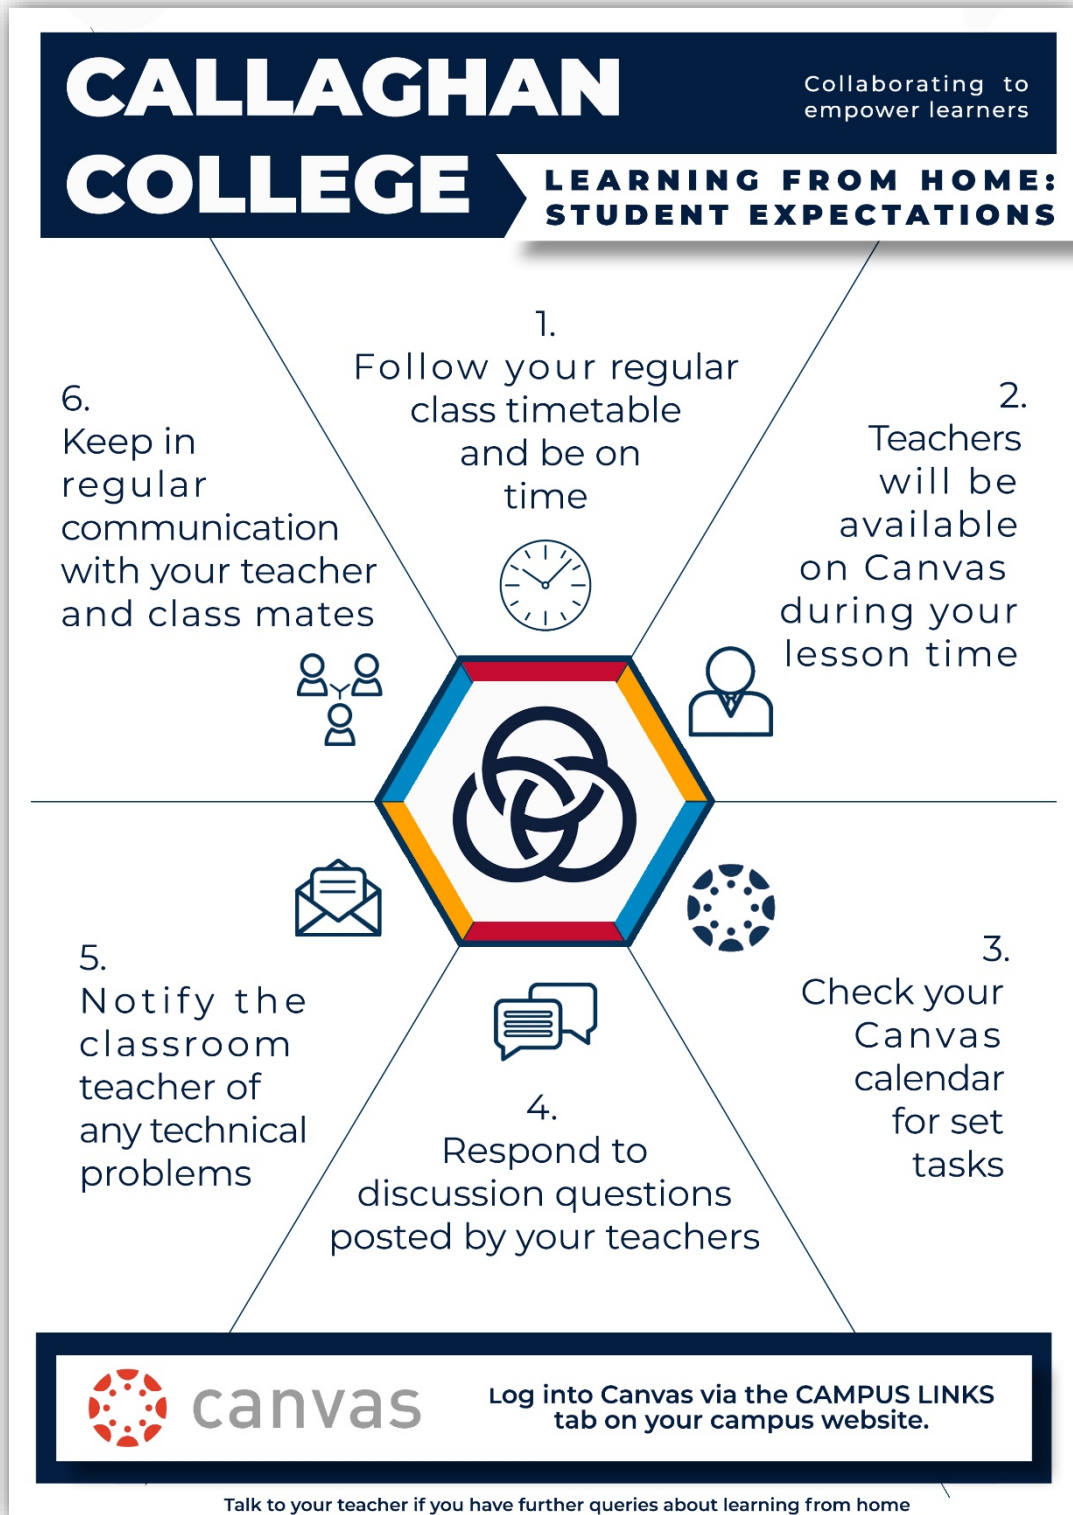 CALLAGHAN
COLLEGE
Collaborating to
empower learners
LEARNING FROM HOME:
STUDENT EXPECTATIONS
1.
Follow your regular
class timetable
and be on
time
2.
Teachers
will be
available
on Canvas
during your
lesson time
3.
Check your
Canvas
calendar
for set
tasks
4.
Respond to
discussion questions
posted by your teachers
5.
Notify the
classroom
teacher of
any technical
problems
6.
Keep in
regular
communication
with your teacher
and class mates
canvas
Log into Canvas via the CAMPUS LINKS
tab on your campus website.
Talk to your teacher if you have further queries about learning from home